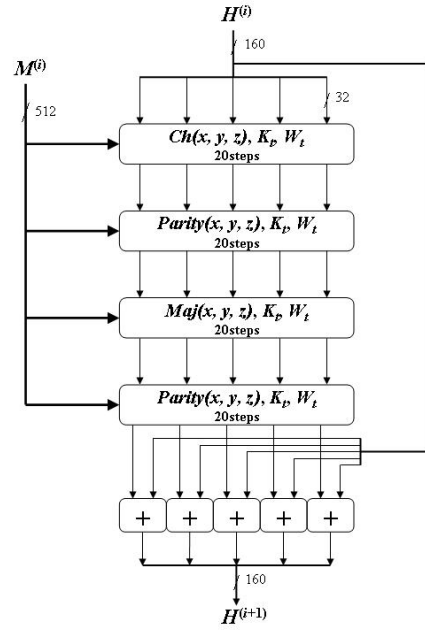 H(i)
160
M(i)
512
32
Ch(x, y, z), Kt, Wt
20steps
Parity(x, y, z), Kt, Wt
20steps
Maj(x, y, z), Kt, Wt
20steps
Parity(x, y, z), Kt, Wt
20steps
+ + + + +
160
H(i+1)